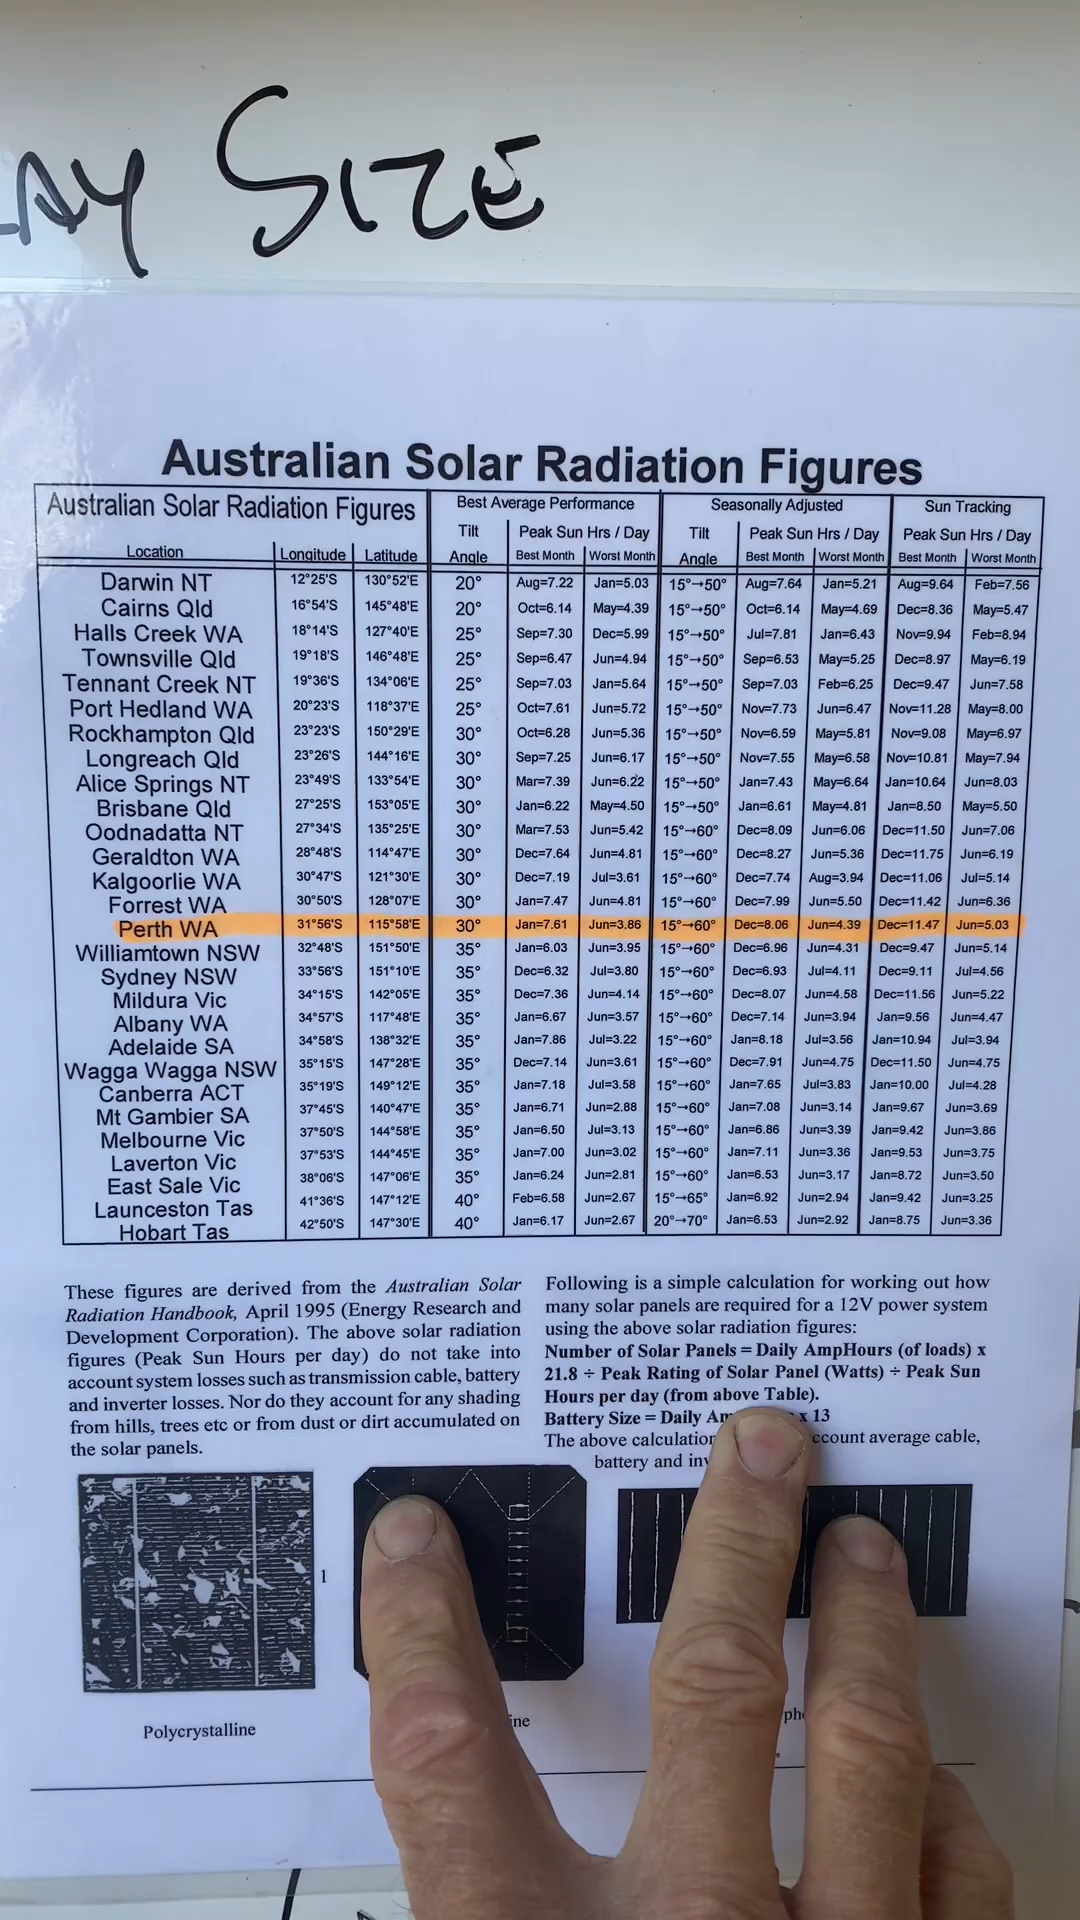 AY SIZE
Australian Solar Radiation Figures
Australian Solar Radiation Figures Best Average Performance Seasonally Adjusted Sun Tracking
Tilt Peak Sun Hrs / Day Tilt Peak Sun Hrs / Day Peak Sun Hrs / Day
Location Longitude Latitude Angle Best Month Worst Month Angle Best Month Worst Month Best Month Worst Month
Darwin NT 12°25'S 130°52'E 20° Aug=7.22 Jan=5.03 15°→50° Aug=7.64 Jan=5.21 Aug=9.64 Feb=7.56
Cairns Qld 16°54'S 145°48'E 20° Oct=6.14 May=4.39 15°→50° Oct=6.14 May=4.69 Dec=8.36 May=5.47
Halls Creek WA 18°14'S 127°40'E 25° Sep=7.30 Dec=5.99 15°→50° Jul=7.81 Jan=6.43 Nov=9.94 Feb=8.94
Townsville Qld 19°18'S 146°48'E 25° Sep=6.47 Jun=4.94 15°→50° Sep=6.53 May=5.25 Dec=8.97 May=6.19
Tennant Creek NT 19°36'S 134°06'E 25° Sep=7.03 Jan=5.64 15°→50° Sep=7.03 Feb=6.25 Dec=9.47 Jun=7.58
Port Hedland WA 20°23'S 118°37'E 25° Oct=7.61 Jun=5.72 15°→50° Nov=7.73 Jun=6.47 Nov=11.28 May=8.00
Rockhampton Qld 23°23'S 150°29'E 30° Oct=6.28 Jun=5.36 15°→50° Nov=6.59 May=5.81 Nov=9.08 May=6.97
Longreach Qld 23°26'S 144°16'E 30° Sep=7.25 Jun=6.17 15°→50° Nov=7.55 May=6.58 Nov=10.81 May=7.94
Alice Springs NT 23°49'S 133°54'E 30° Mar=7.39 Jun=6.22 15°→50° Jan=7.43 May=6.64 Jan=10.64 Jun=8.03
Brisbane Qld 27°25'S 153°05'E 30° Jan=6.22 May=4.50 15°→50° Jan=6.61 May=4.81 Jan=8.50 May=5.50
Oodnadatta NT 27°34'S 135°25'E 30° Mar=7.53 Jun=5.42 15°→60° Dec=8.09 Jun=6.06 Dec=11.50 Jun=7.06
Geraldton WA 28°48'S 114°47'E 30° Dec=7.64 Jun=4.81 15°→60° Dec=8.27 Jun=5.36 Dec=11.75 Jun=6.19
Kalgoorlie WA 30°47'S 121°30'E 30° Dec=7.19 Jul=3.61 15°→60° Dec=7.74 Aug=3.94 Dec=11.06 Jul=5.14
Forrest WA 30°50'S 128°07'E 30° Jan=7.47 Jun=4.81 15°→60° Dec=7.99 Jun=5.50 Dec=11.42 Jun=6.36
Perth WA 31°56'S 115°58'E 30° Jan=7.61 Jun=3.86 15°→60° Dec=8.06 Jun=4.39 Dec=11.47 Jun=5.03
Williamtown NSW 32°48'S 151°50'E 35° Jan=6.03 Jun=3.95 15°→60° Dec=6.96 Jun=4.31 Dec=9.47 Jun=5.14
Sydney NSW 33°56'S 151°10'E 35° Dec=6.32 Jul=3.80 15°→60° Dec=6.93 Jul=4.11 Dec=9.11 Jul=4.56
Mildura Vic 34°15'S 142°05'E 35° Dec=7.36 Jun=4.14 15°→60° Dec=8.07 Jun=4.58 Dec=11.56 Jun=5.22
Albany WA 34°57'S 117°48'E 35° Jan=6.67 Jun=3.57 15°→60° Dec=7.14 Jun=3.94 Jan=9.56 Jun=4.47
Adelaide SA 34°58'S 138°32'E 35° Jan=7.86 Jul=3.22 15°→60° Jan=8.18 Jul=3.56 Jan=10.94 Jul=3.94
Wagga Wagga NSW 35°15'S 147°28'E 35° Dec=7.14 Jun=3.61 15°→60° Dec=7.91 Jun=4.75 Dec=11.50 Jun=4.75
Canberra ACT 35°19'S 149°12'E 35° Jan=7.18 Jul=3.58 15°→60° Jan=7.65 Jul=3.83 Jan=10.00 Jul=4.28
Mt Gambier SA 37°45'S 140°47'E 35° Jan=6.71 Jun=2.88 15°→60° Jan=7.08 Jun=3.14 Jan=9.67 Jun=3.69
Melbourne Vic 37°50'S 144°58'E 35° Jan=6.50 Jul=3.13 15°→60° Jan=6.86 Jun=3.39 Jan=9.42 Jun=3.86
Laverton Vic 37°53'S 144°45'E 35° Jan=7.00 Jun=3.02 15°→60° Jan=7.11 Jun=3.36 Jan=9.53 Jun=3.75
East Sale Vic 38°06'S 147°06'E 35° Jan=6.24 Jun=2.81 15°→60° Jan=6.53 Jun=3.17 Jan=8.72 Jun=3.50
Launceston Tas 41°36'S 147°12'E 40° Feb=6.58 Jun=2.67 15°→65° Jan=6.92 Jun=2.94 Jan=9.42 Jun=3.25
Hobart Tas 42°50'S 147°30'E 40° Jan=6.17 Jun=2.67 20°→70° Jan=6.53 Jun=2.92 Jan=8.75 Jun=3.36
These figures are derived from the Australian Solar
Radiation Handbook, April 1995 (Energy Research and
Development Corporation). The above solar radiation
figures (Peak Sun Hours per day) do not take into
account system losses such as transmission cable, battery
and inverter losses. Nor do they account for any shading
from hills, trees etc or from dust or dirt accumulated on
the solar panels.
Following is a simple calculation for working out how
many solar panels are required for a 12V power system
using the above solar radiation figures:
Number of Solar Panels = Daily AmpHours (of loads) x
21.8 ÷ Peak Rating of Solar Panel (Watts) ÷ Peak Sun
Hours per day (from above Table).
Battery Size = Daily x 13
The above account average cable,
battery and
1
Polycrystalline